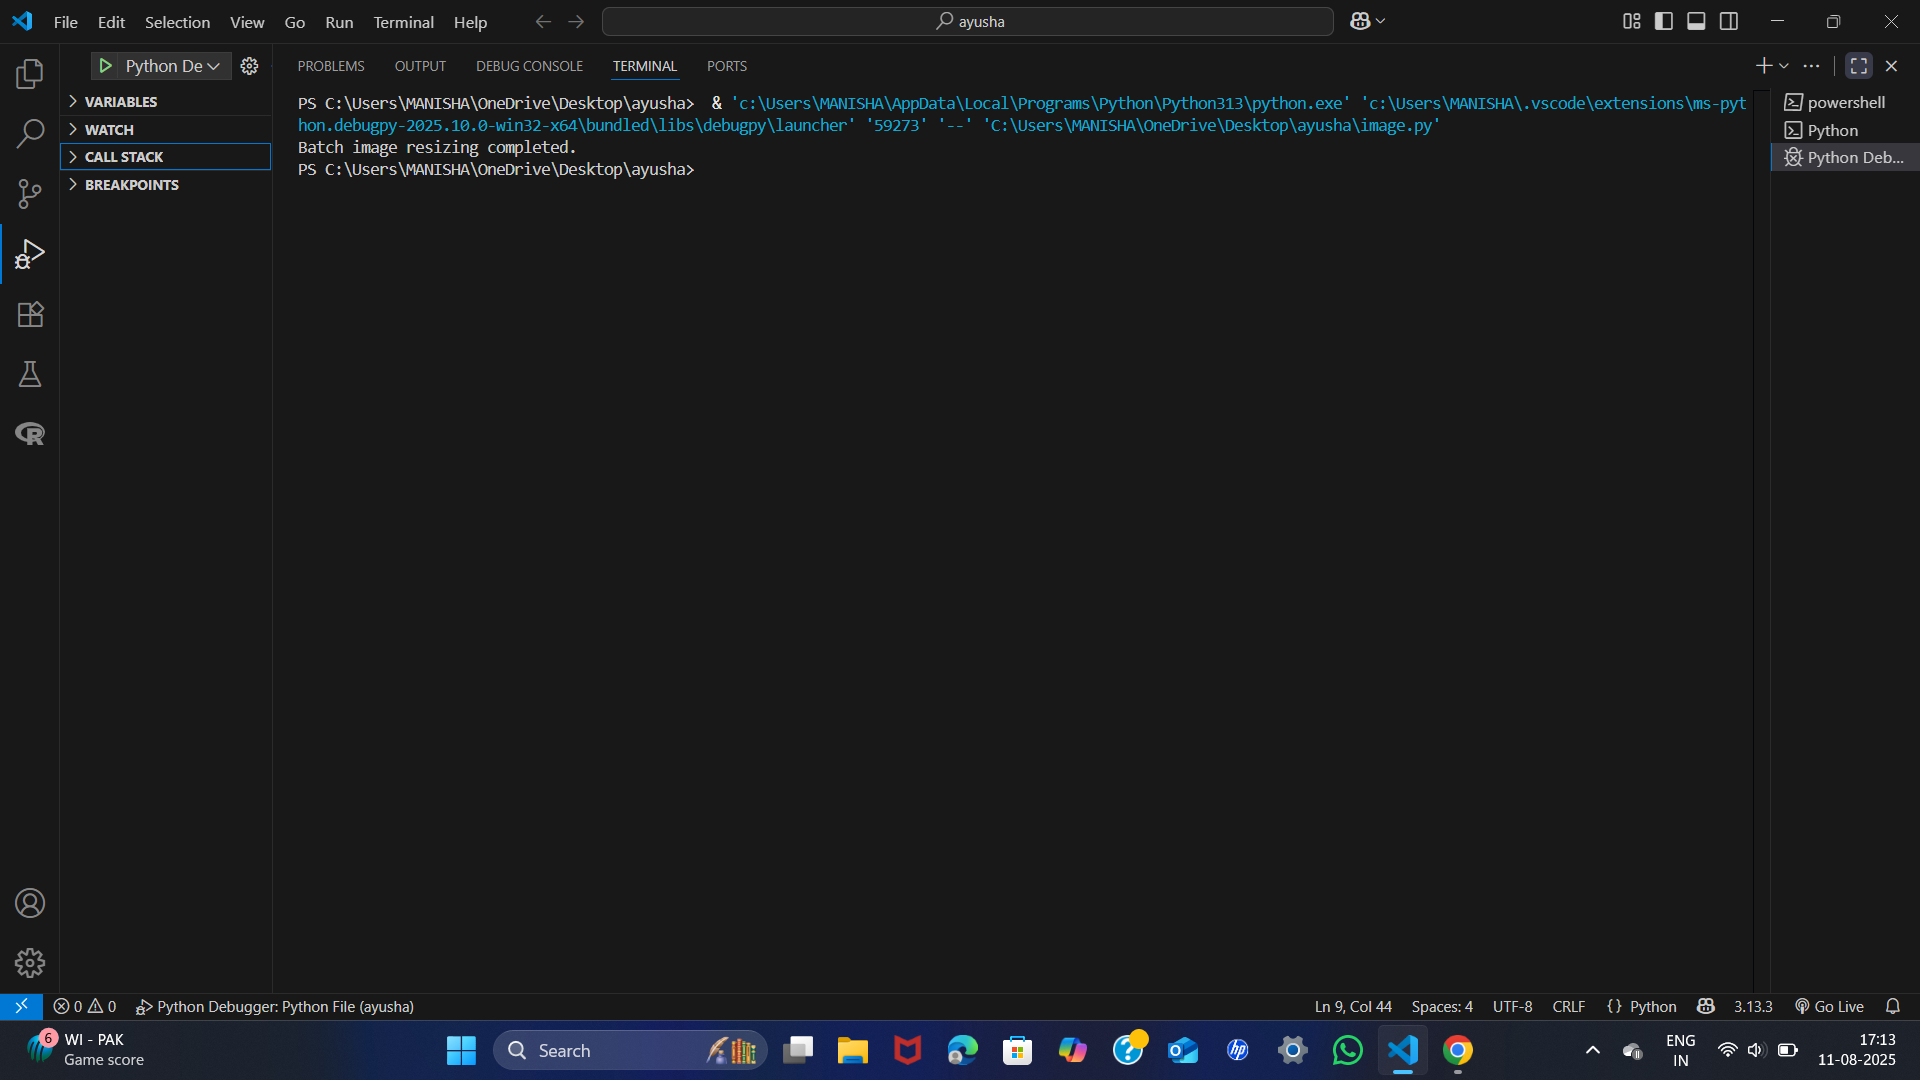 File Edit Selection View Go Run Terminal Help
ayusha
Python De
PROBLEMS OUTPUT DEBUG CONSOLE TERMINAL PORTS
VARIABLES
WATCH
CALL STACK
BREAKPOINTS
PS C:\Users\MANISHA\OneDrive\Desktop\ayusha>  & 'c:\Users\MANISHA\AppData\Local\Programs\Python\Python313\python.exe' 'c:\Users\MANISHA\.vscode\extensions\ms-pyt
hon.debugpy-2025.10.0-win32-x64\bundled\libs\debugpy\launcher' '59273' '--' 'C:\Users\MANISHA\OneDrive\Desktop\ayusha\image.py'
Batch image resizing completed.
PS C:\Users\MANISHA\OneDrive\Desktop\ayusha>
powershell
Python
Python Deb...
0 0 Python Debugger: Python File (ayusha)
Ln 9, Col 44 Spaces: 4 UTF-8 CRLF {} Python 3.13.3 Go Live
6
WI - PAK
Game score
Search
hp
ENG
IN
17:13
11-08-2025